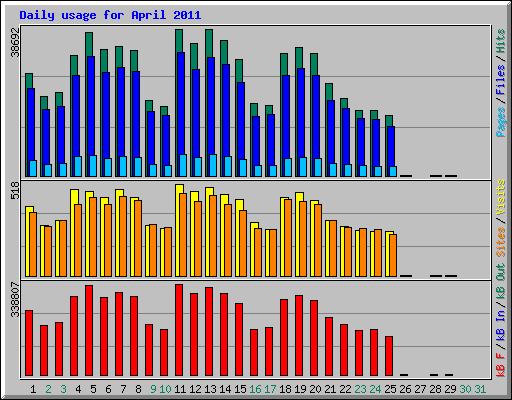 Daily usage for April 2011
38692
Pages / Files / Hits
518
Sites / Visits
338807
kB F / kB In / kB Out
1 2 3 4 5 6 7 8 9 10 11 12 13 14 15 16 17 18 19 20 21 22 23 24 25 26 27 28 29 30 31